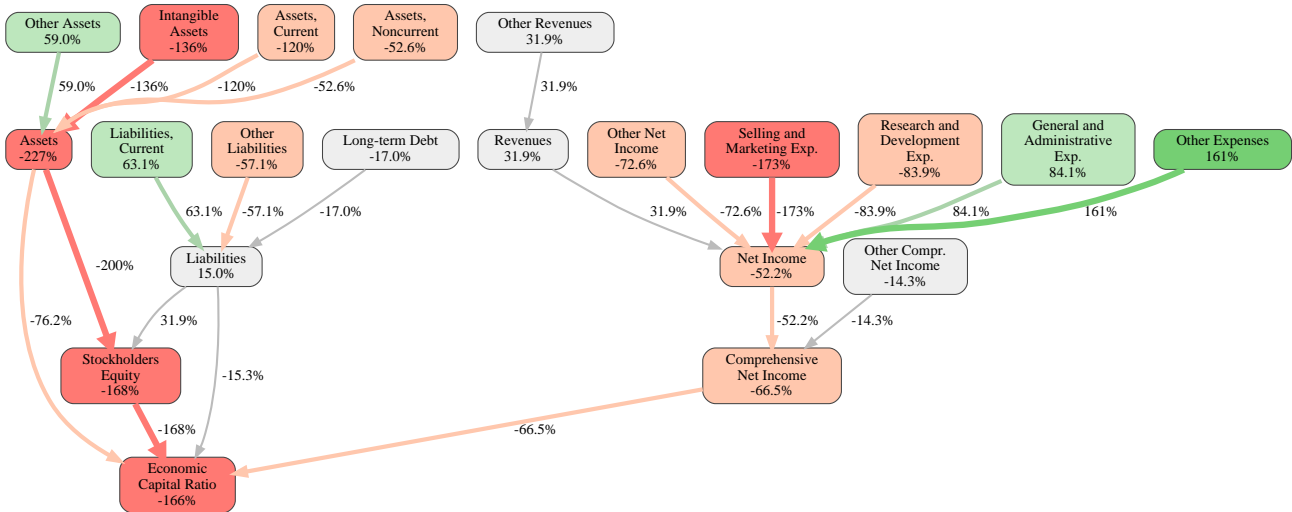 Other Assets
59.0%
Intangible
Assets
-136%
Assets,
Current
-120%
Assets,
Noncurrent
-52.6%
Other Revenues
31.9%
59.0%
-136%
-120%
-52.6%
31.9%
Assets
-227%
Liabilities,
Current
63.1%
Other
Liabilities
-57.1%
Long-term Debt
-17.0%
Revenues
31.9%
Other Net
Income
-72.6%
Selling and
Marketing Exp.
-173%
Research and
Development
Exp.
-83.9%
General and
Administrative
Exp.
84.1%
Other Expenses
161%
63.1%
-57.1%
-17.0%
31.9%
-72.6%
-173%
-83.9%
84.1%
161%
-200%
Liabilities
15.0%
Net Income
-52.2%
Other Compr.
Net Income
-14.3%
-76.2%
31.9%
-52.2%
-14.3%
Stockholders
Equity
-168%
-15.3%
Comprehensive
Net Income
-66.5%
-168%
-66.5%
Economic
Capital Ratio
-166%